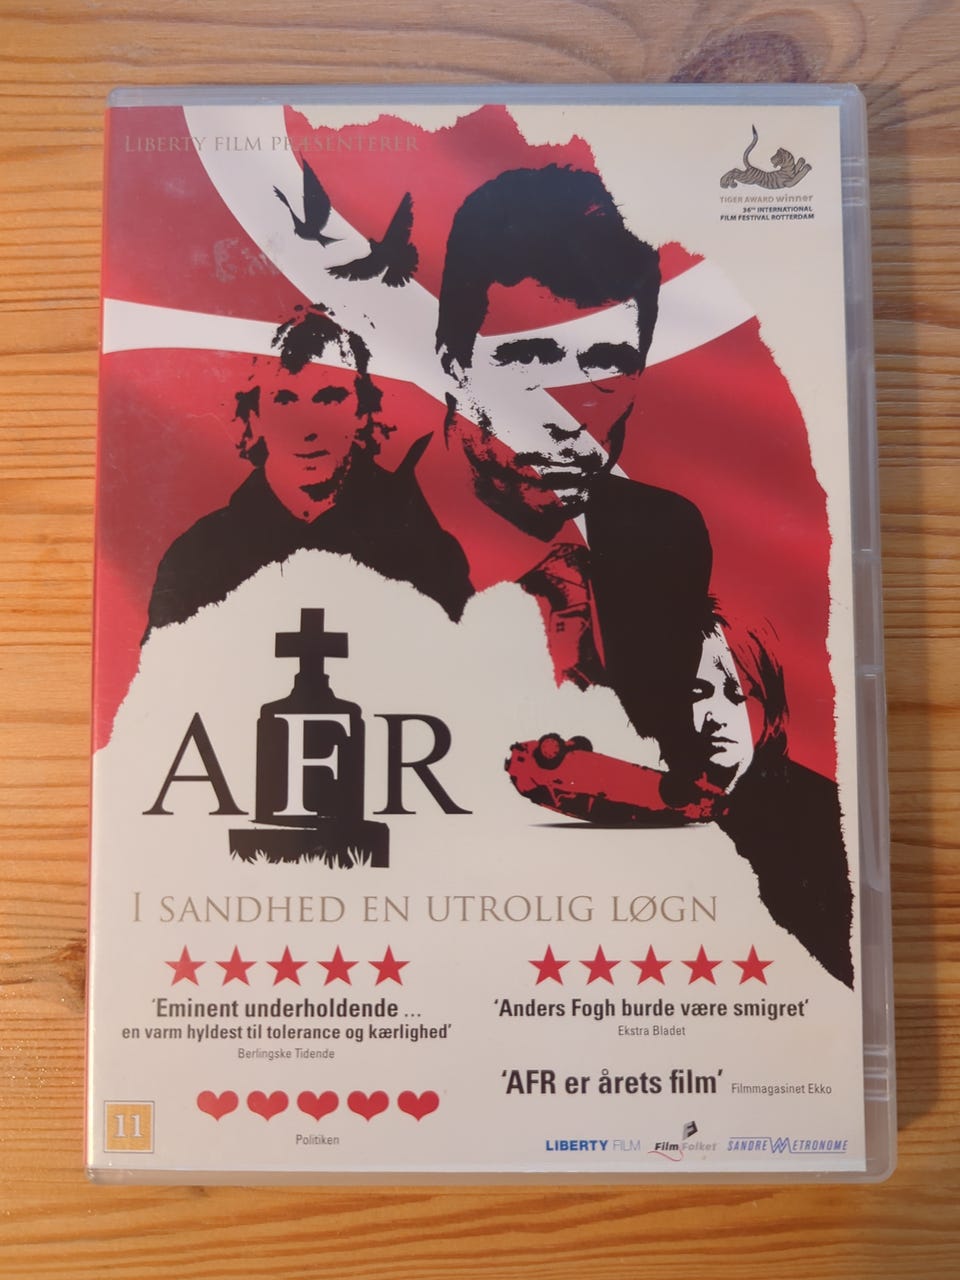 LIBERTY FILM PRÆSENTERER
TIGER AWARD winner
36TH INTERNATIONAL
FILM FESTIVAL ROTTERDAM
AFR
I SANDHED EN UTROLIG LØGN
'Eminent underholdende ...
en varm hyldest til tolerance og kærlighed'
Berlingske Tidende
'Anders Fogh burde være smigret'
Ekstra Bladet
'AFR er årets film' Filmmagasinet Ekko
Politiken
11
LIBERTY FILM
FilmFolket
SANDREW METRONOME